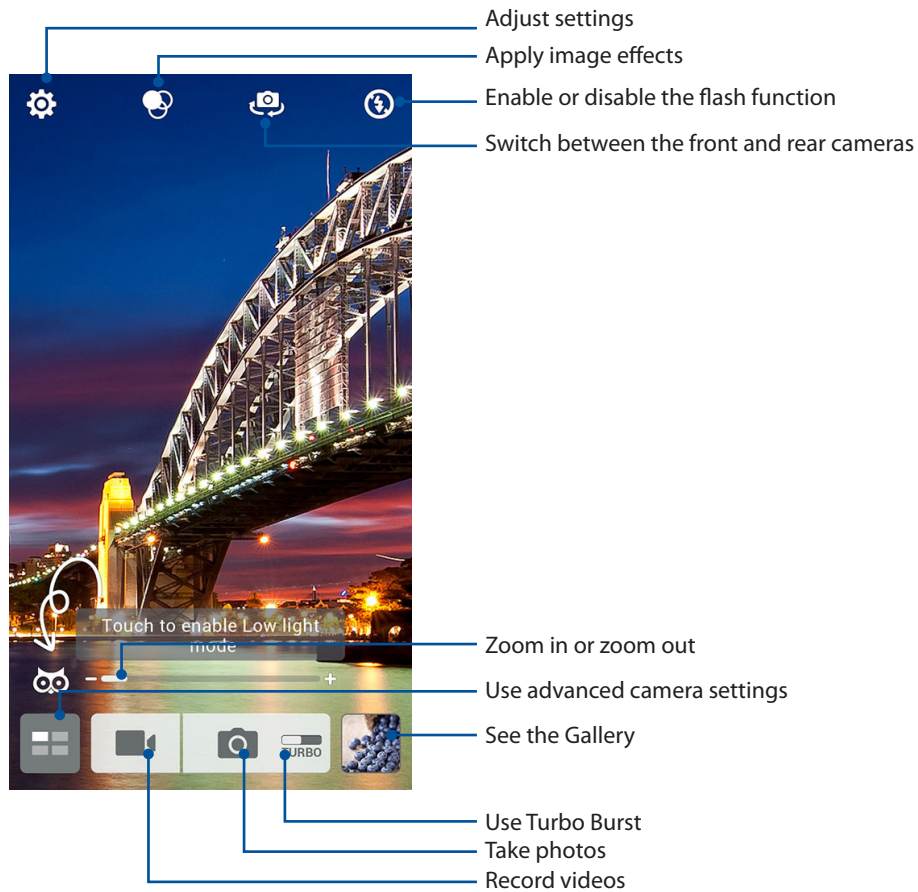 Adjust settings
Apply image effects
Enable or disable the flash function
Switch between the front and rear cameras
Touch to enable Low light
mode
Zoom in or zoom out
Use advanced camera settings
See the Gallery
TURBO
Use Turbo Burst
Take photos
Record videos